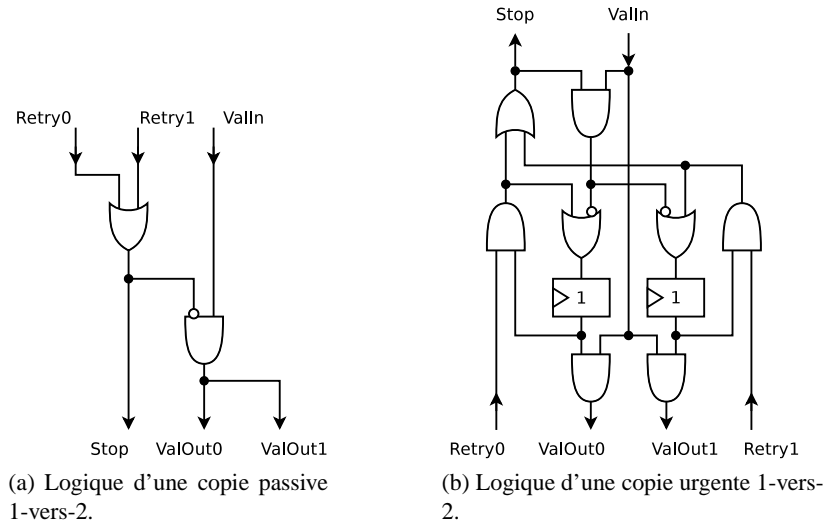 Stop ValIn
Retry0 Retry1 ValIn
1 1
Stop ValOut0 ValOut1
Retry0 ValOut0 ValOut1 Retry1
(a) Logique d'une copie passive
1-vers-2.
(b) Logique d'une copie urgente 1-vers-
2.